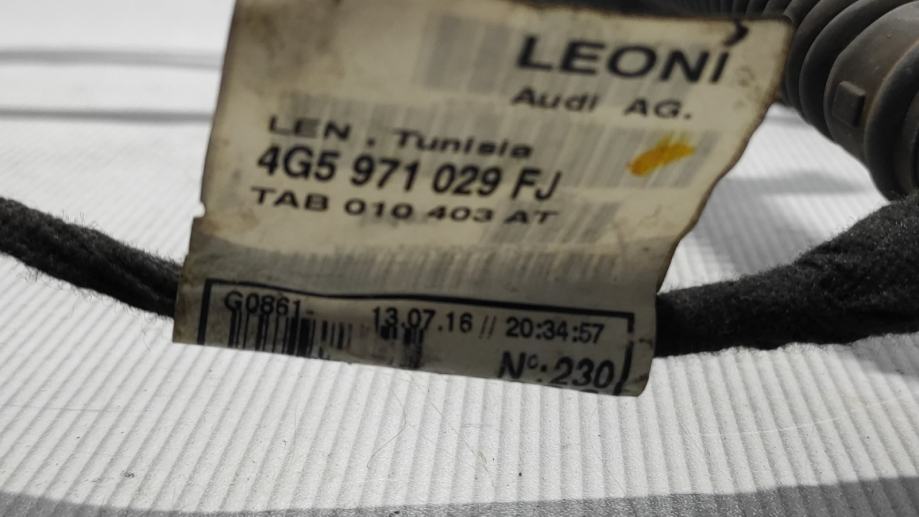 LEONI
Audi AG.
LEN . Tunisia
4G5 971 029 FJ
TAB 010 403 AT
G0861-
13.07.16 // 20:34:57
Nº:230